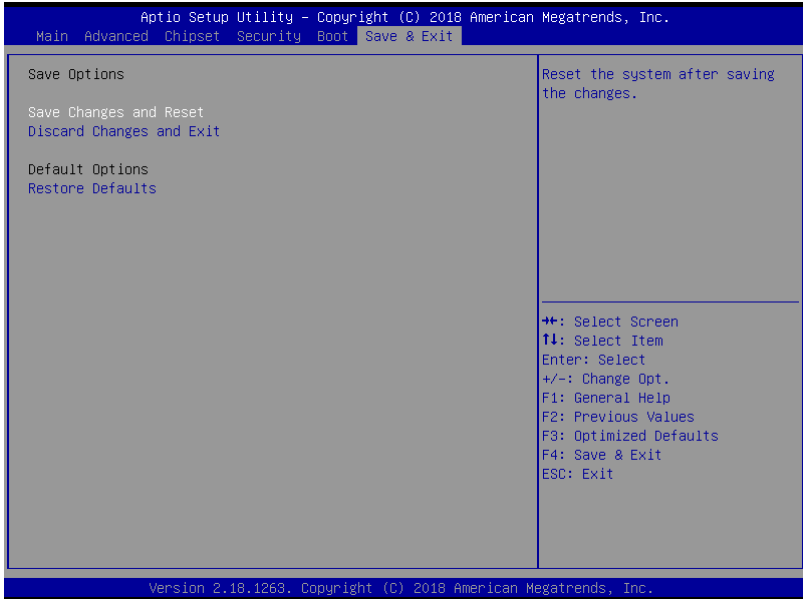 Aptio Setup Utility – Copyright (C) 2018 American Megatrends, Inc.
Main Advanced Chipset Security Boot Save & Exit
Save Options
Save Changes and Reset
Discard Changes and Exit
Default Options
Restore Defaults
Reset the system after saving
the changes.
→←: Select Screen
↑↓: Select Item
Enter: Select
+/-: Change Opt.
F1: General Help
F2: Previous Values
F3: Optimized Defaults
F4: Save & Exit
ESC: Exit
Version 2.18.1263. Copyright (C) 2018 American Megatrends, Inc.